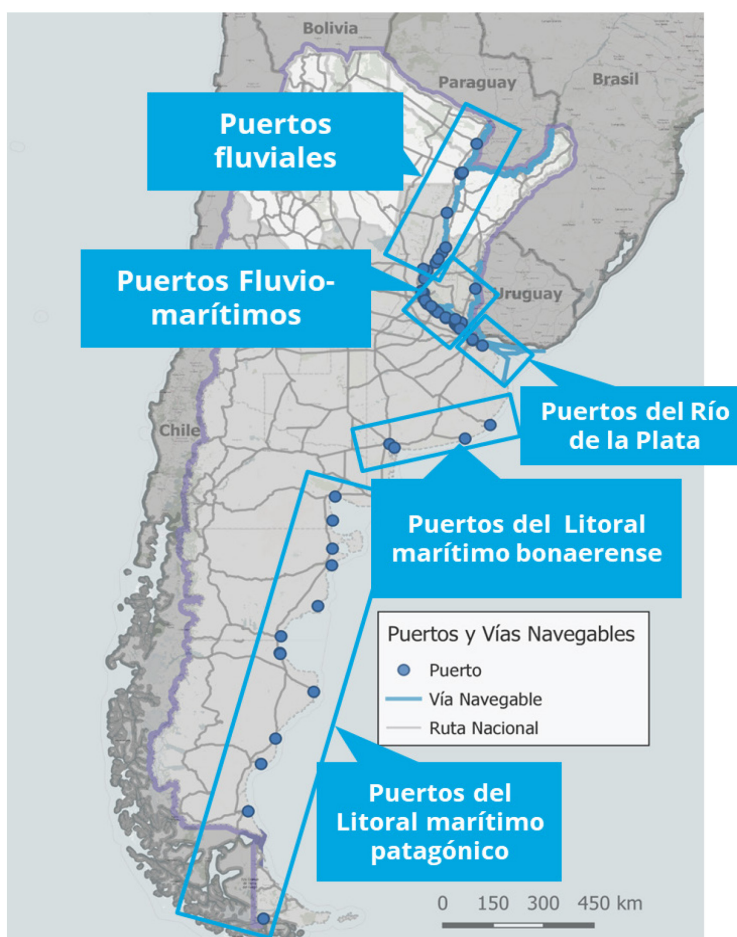 Bolivia
Paraguay
Brasil
Puertos
fluviales
Puertos Fluvio-
marítimos
Uruguay
Chile
Puertos del Río
de la Plata
Puertos del Litoral
marítimo bonaerense
Puertos y Vías Navegables
Puerto
Vía Navegable
Ruta Nacional
Puertos del
Litoral marítimo
patagónico
0 150 300 450 km